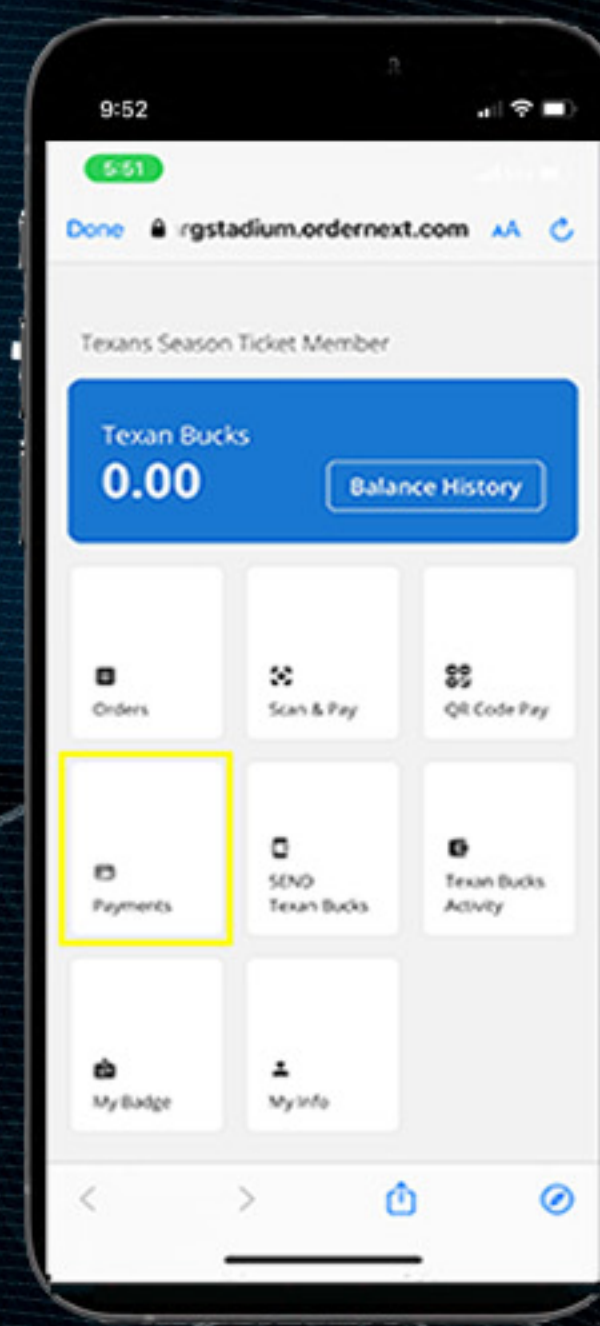 9:52
5:51
Done rgstadium.ordernext.com AA
Texans Season Ticket Member
Texan Bucks
0.00
Balance History
Orders
Scan & Pay
QR Code Pay
Payments
SEND
Texan Bucks
Texan Bucks
Activity
My Badge
My Info